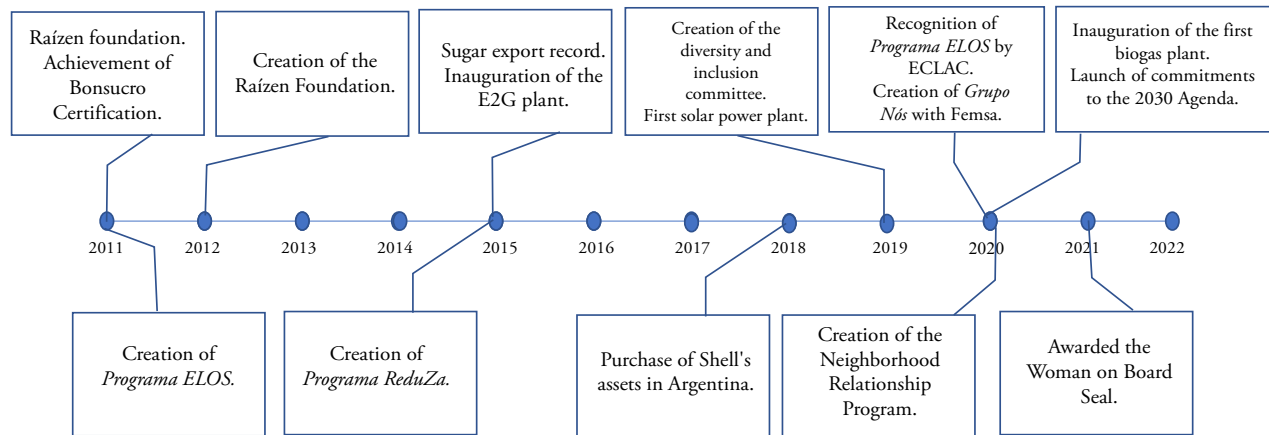 Raízen foundation.
Achievement of
Bonsucro
Certification.
Creation of the
Raízen Foundation.
Sugar export record.
Inauguration of the
E2G plant.
Creation of the
diversity and
inclusion
committee.
First solar power plant.
Recognition of
Programa ELOS by
ECLAC.
Creation of Grupo
Nós with Femsa.
Inauguration of the first
biogas plant.
Launch of commitments
to the 2030 Agenda.
2011
2012
2013
2014
2015
2016
2017
2018
2019
2020
2021
2022
Creation of
Programa ELOS.
Creation of
Programa ReduZa.
Purchase of Shell's
assets in Argentina.
Creation of the
Neighborhood
Relationship
Program.
Awarded the
Woman on Board
Seal.